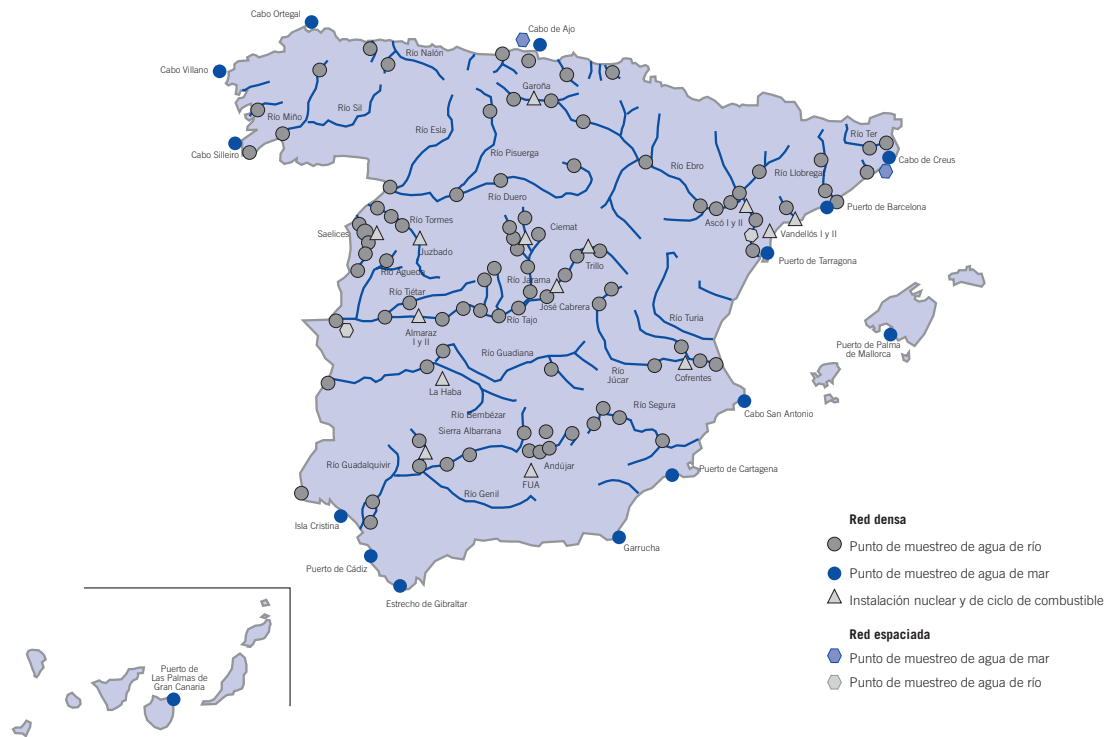 Cabo Ortegal
Cabo de Ajo
Río Nalón
Cabo Villano
Garoña
Río Sil
Río Miño
Río Esla
Río Ter
Cabo Silleiro
Río Pisuerga
Cabo de Creus
Río Ebro
Río Llobregat
Río Duero
Puerto de Barcelona
Río Tormes
Ascó I y II
Ciemat
Saelices
Vandellós I y II
Juzbado
Puerto de Tarragona
Trillo
Río Águeda
Río Jarama
Río Tiétar
José Cabrera
Río Tajo
Río Turia
Almaraz
I y II
Puerto de Palma
de Mallorca
Río Guadiana
Río
Júcar
Cofrentes
La Haba
Río Segura
Río Bembézar
Cabo San Antonio
Sierra Albarrana
Río Guadalquivir
Andújar
Puerto de Cartagena
FUA
Río Genil
Isla Cristina
Garrucha
Puerto de Cádiz
Estrecho de Gibraltar
Puerto de
Las Palmas de
Gran Canaria
Red densa
Punto de muestreo de agua de río
Punto de muestreo de agua de mar
Instalación nuclear y de ciclo de combustible
Red espaciada
Punto de muestreo de agua de mar
Punto de muestreo de agua de río